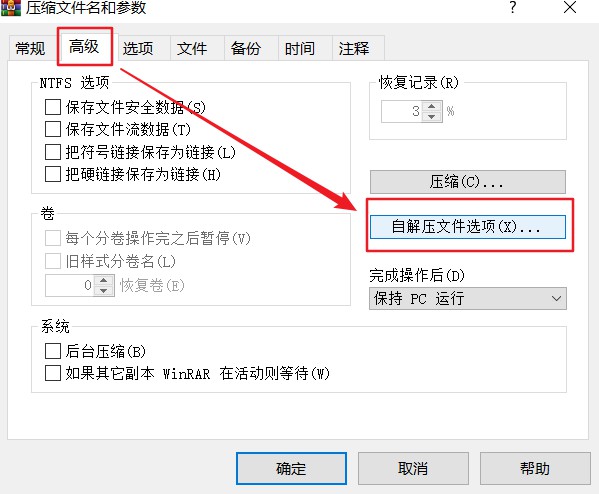 压缩文件名和参数 ?
常规 高级 选项 文件 备份 时间 注释
NTFS 选项
保存文件安全数据(S)
保存文件流数据(T)
把符号链接保存为链接(L)
把硬链接保存为链接(H)
恢复记录(R)
3 %
压缩(C)...
自解压文件选项(X)...
卷
每个分卷操作完之后暂停(V)
旧样式分卷名(L)
0 恢复卷(E)
完成操作后(D)
保持 PC 运行
系统
后台压缩(B)
如果其它副本 WinRAR 在活动则等待(W)
确定 取消 帮助